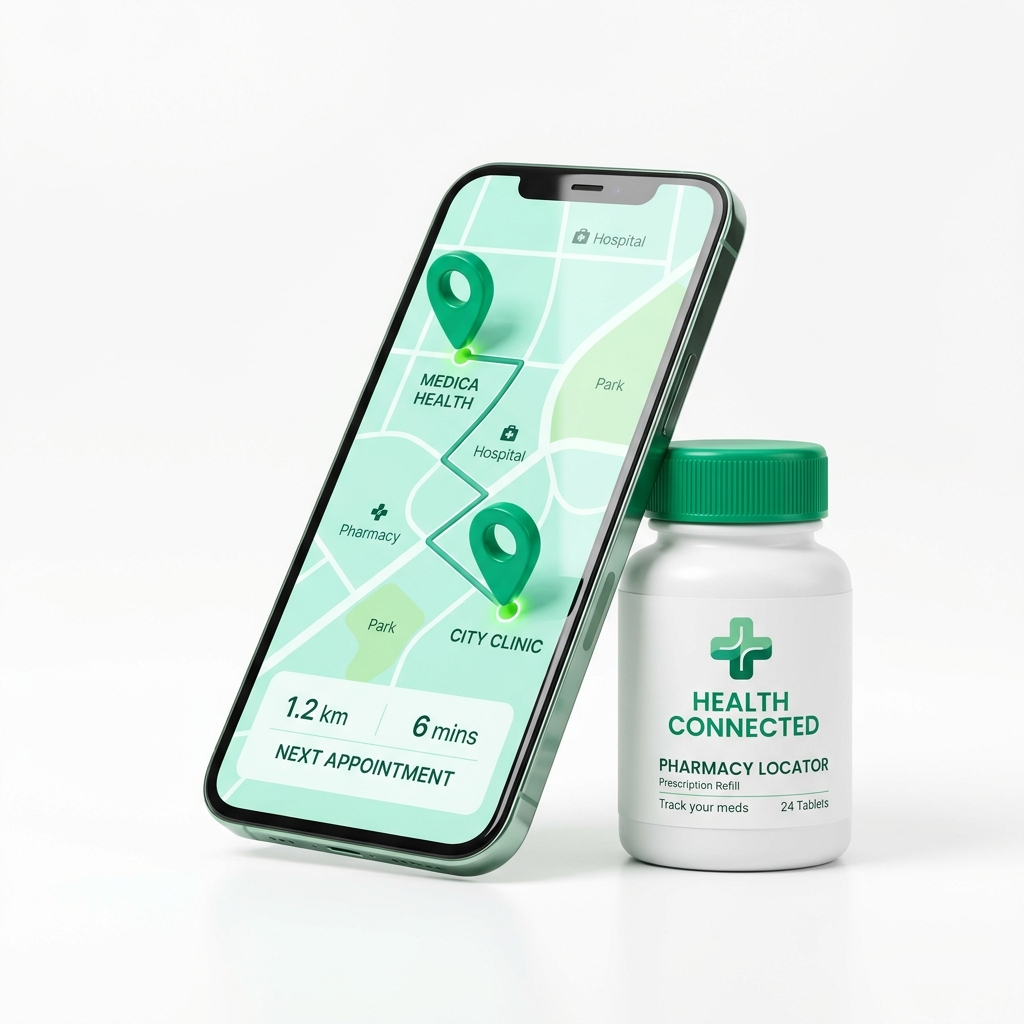 Hospital
MEDICA
HEALTH
Park
Hospital
Pharmacy
Park
CITY CLINIC
1.2 km
6 mins
NEXT APPOINTMENT
HEALTH
CONNECTED
PHARMACY LOCATOR
Prescription Refill
Track your meds
24 Tablets